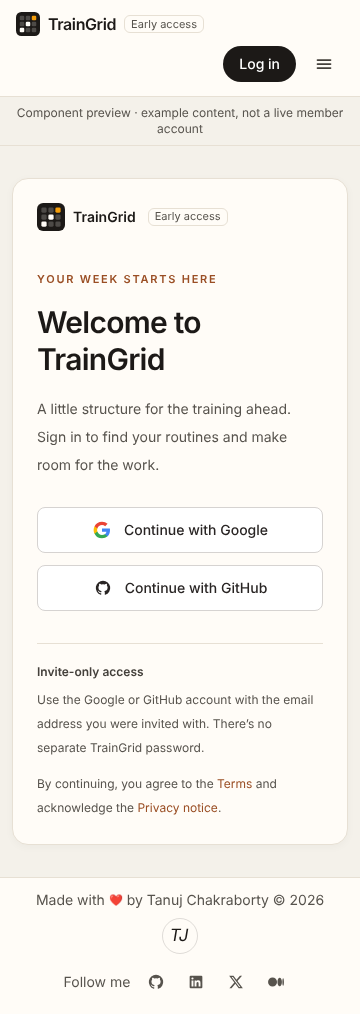 TrainGrid Early access
Log in
Component preview · example content, not a live member
account
TrainGrid Early access
YOUR WEEK STARTS HERE
Welcome to
TrainGrid
A little structure for the training ahead.
Sign in to find your routines and make
room for the work.
Continue with Google
Continue with GitHub
Invite-only access
Use the Google or GitHub account with the email
address you were invited with. There’s no
separate TrainGrid password.
By continuing, you agree to the Terms and
acknowledge the Privacy notice.
Made with ❤️ by Tanuj Chakraborty © 2026
TJ
Follow me